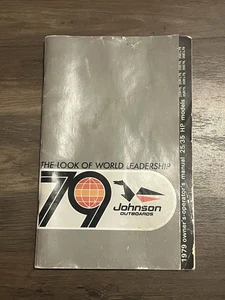 THE LOOK OF WORLD LEADERSHIP
79
Johnson
OUTBOARDS
1979 owner's-operator's manual 25-35 HP models